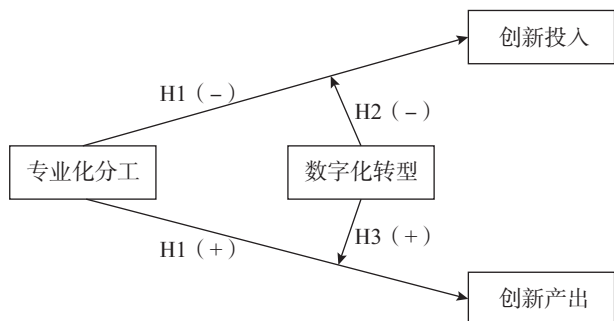 创新投入
H1（－）
H2（－）
专业化分工
数字化转型
H1（＋）
H3（＋）
创新产出